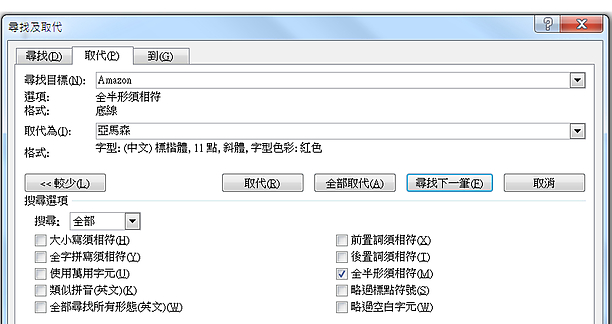 尋找及取代
尋找(D) 取代(P) 到(G)
尋找目標(N): Amazon
選項: 全半形須相符
格式: 底線
取代為(I): 亞馬森
格式: 字型: (中文) 標楷體, 11 點, 斜體, 字型色彩: 红色
<< 較少(L) 取代(R) 全部取代(A) 尋找下一筆(F) 取消
搜尋選項
搜尋: 全部
大小寫須相符(H) 前置詞須相符(X)
全字拼寫須相符(Y) 後置詞須相符(T)
使用萬用字元(U) 全半形須相符(M)
類似拼音(英文)(K) 略過標點符號(S)
全部尋找所有形態(英文)(W) 略過空白字元(W)